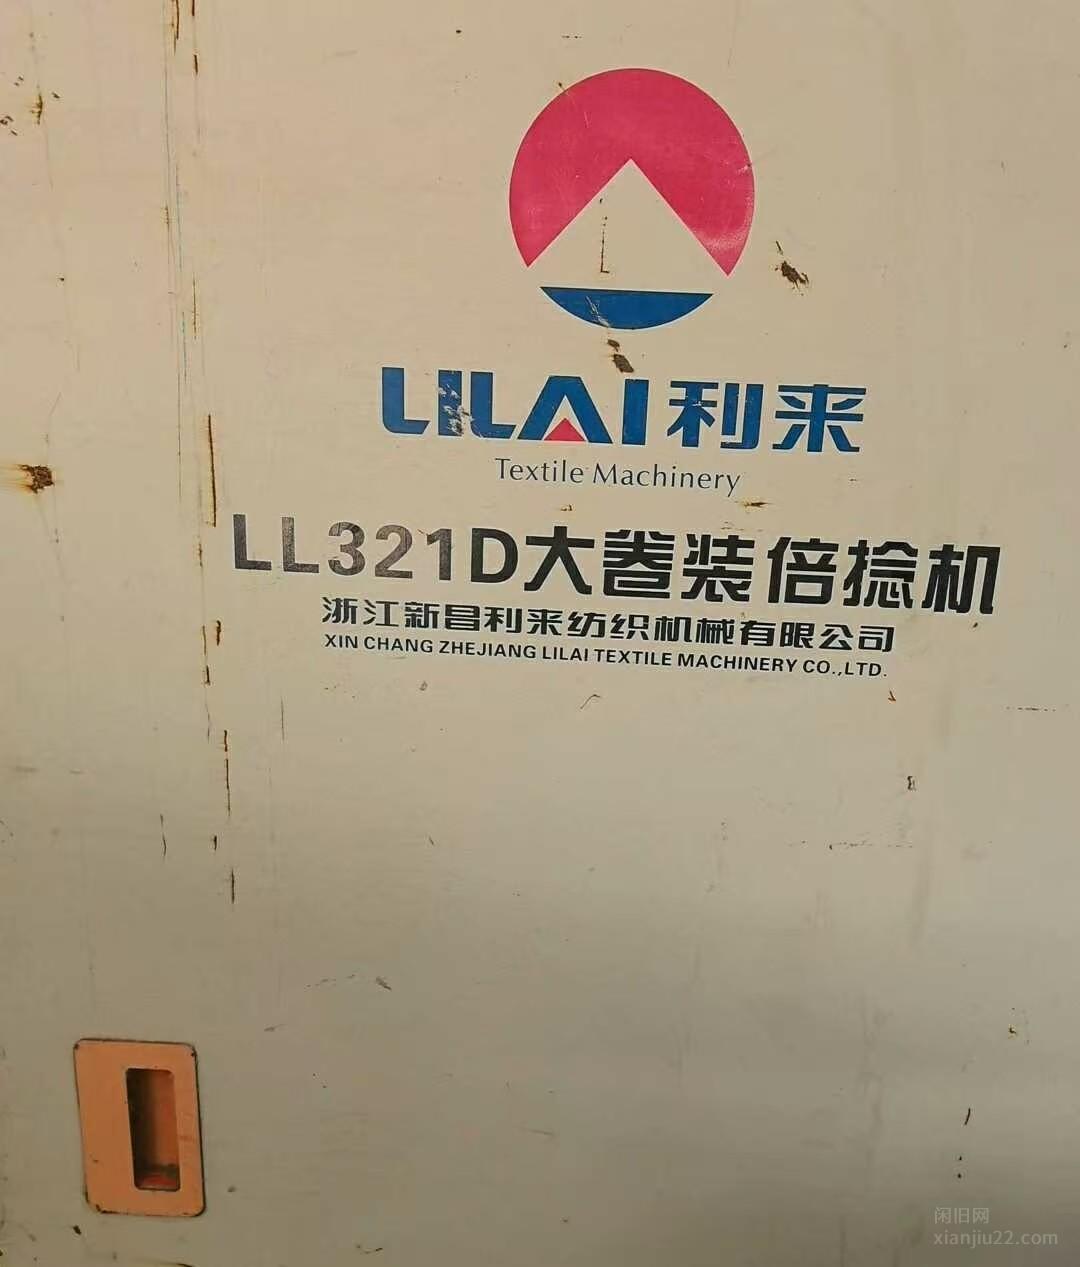 LILAI利来
Textile Machinery
LL321D大卷装倍捻机
浙江新昌利来纺织机械有限公司
XIN CHANG ZHEJIANG LILAI TEXTILE MACHINERY CO.,LTD.
闲旧网
xianjiu22.com